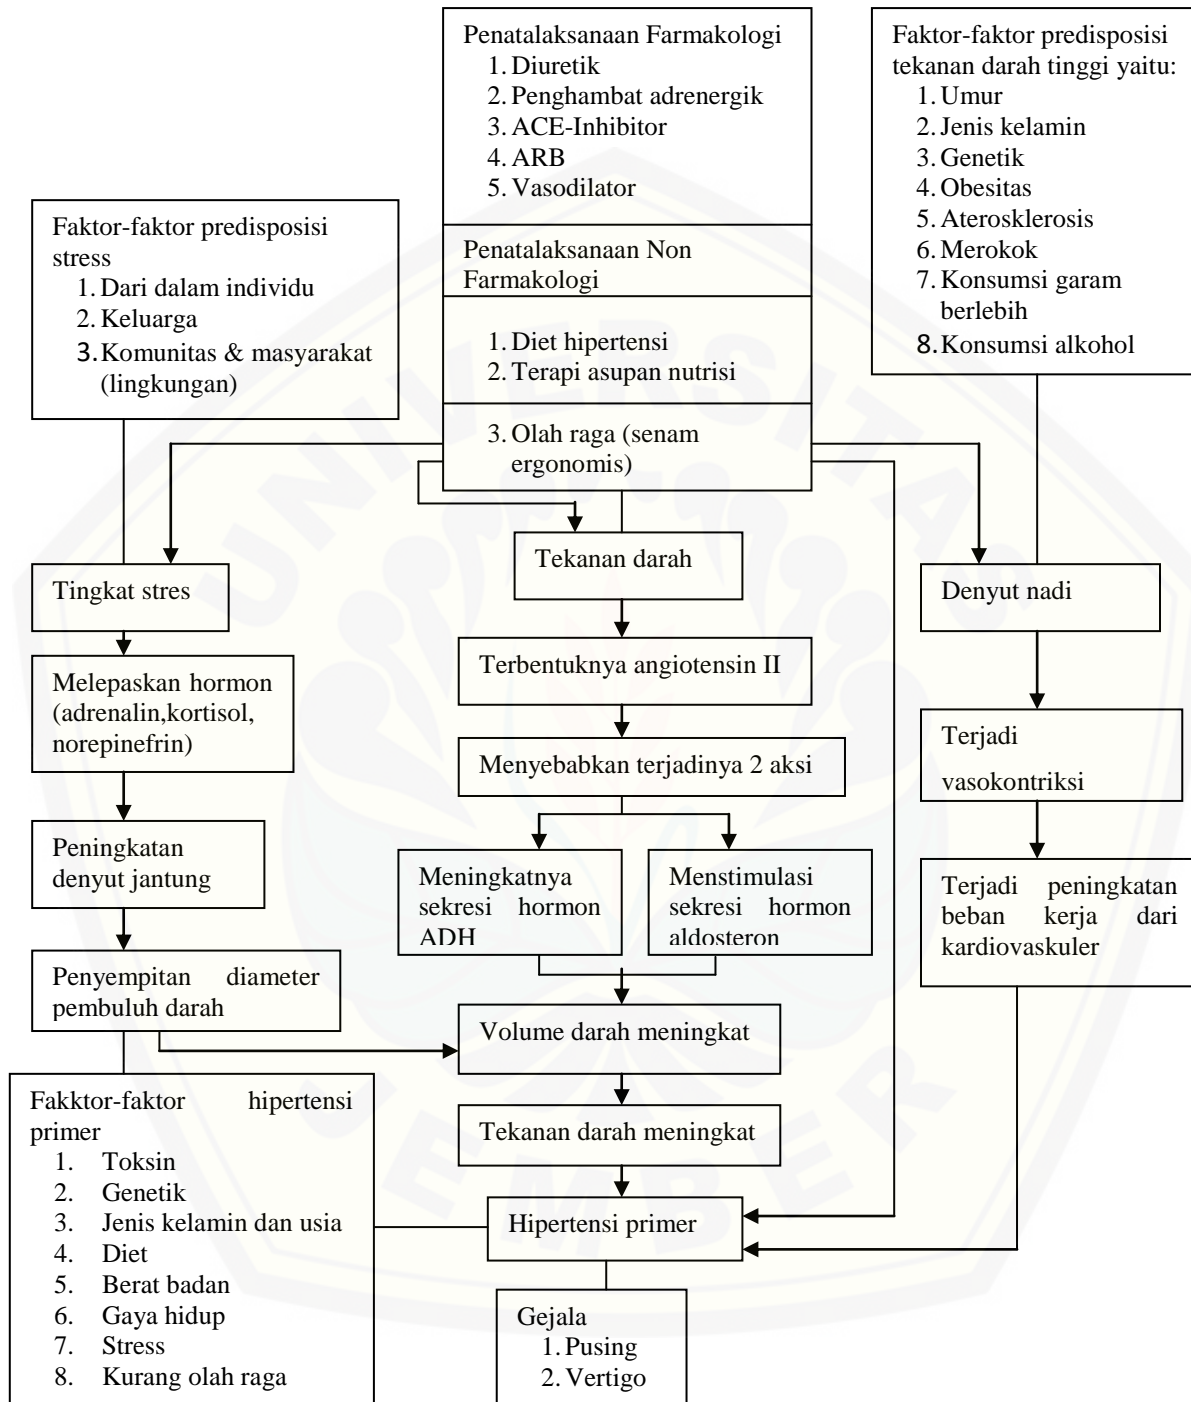 Penatalaksanaan Farmakologi
1. Diuretik
2. Penghambat adrenergik
3. ACE-Inhibitor
4. ARB
5. Vasodilator
Penatalaksanaan Non
Farmakologi
1. Diet hipertensi
2. Terapi asupan nutrisi
3. Olah raga (senam
ergonomis)
Faktor-faktor predisposisi
tekanan darah tinggi yaitu:
1. Umur
2. Jenis kelamin
3. Genetik
4. Obesitas
5. Aterosklerosis
6. Merokok
7. Konsumsi garam
berlebih
8. Konsumsi alkohol
Faktor-faktor predisposisi
stress
1. Dari dalam individu
2. Keluarga
3. Komunitas & masyarakat
(lingkungan)
Tingkat stres
Melepaskan hormon
(adrenalin,kortisol,
norepinefrin)
Peningkatan
denyut jantung
Penyempitan diameter
pembuluh darah
Tekanan darah
Terbentuknya angiotensin II
Menyebabkan terjadinya 2 aksi
Meningkatnya
sekresi hormon
ADH
Menstimulasi
sekresi hormon
aldosteron
Volume darah meningkat
Tekanan darah meningkat
Hipertensi primer
Gejala
1. Pusing
2. Vertigo
Denyut nadi
Terjadi
vasokontriksi
Terjadi peningkatan
beban kerja dari
kardiovaskuler
Fakktor-faktor hipertensi
primer
1. Toksin
2. Genetik
3. Jenis kelamin dan usia
4. Diet
5. Berat badan
6. Gaya hidup
7. Stress
8. Kurang olah raga
UNIVERSITAS
JEMBER